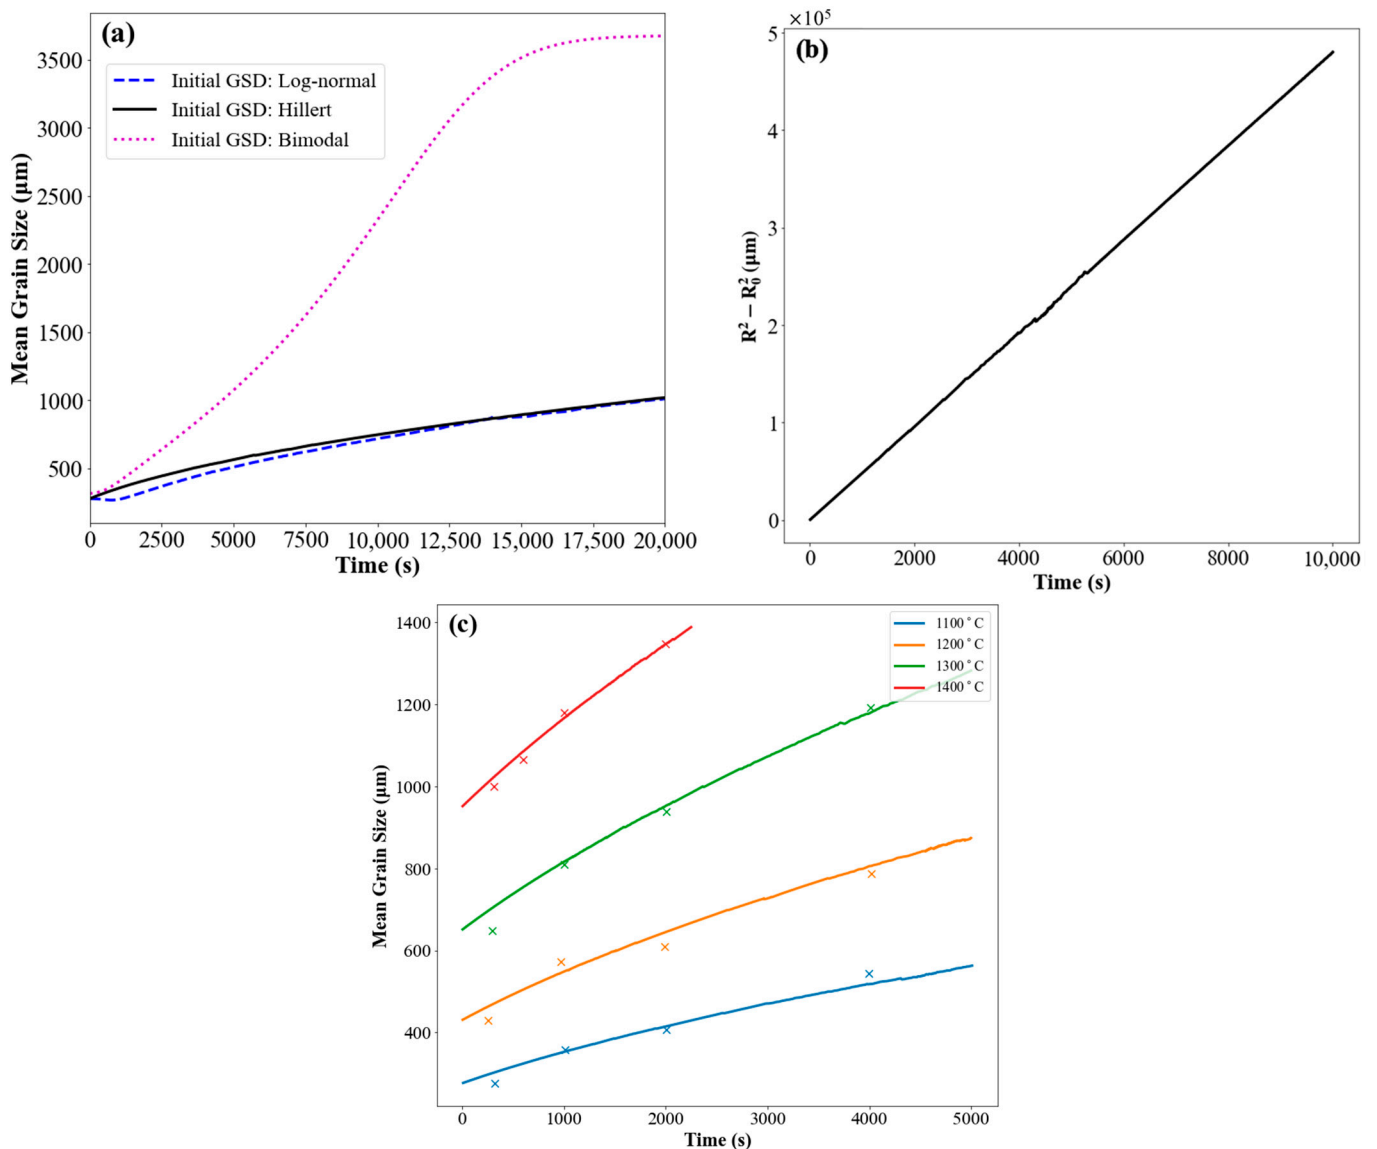 (a)
Initial GSD: Log-normal
Initial GSD: Hillert
Initial GSD: Bimodal
Mean Grain Size (μm)
3500
3000
2500
2000
1500
1000
500
0 2500 5000 7500 10,000 12,500 15,000 17,500 20,000
Time (s)
×10⁵
(b)
R² − R₀² (μm)
5
4
3
2
1
0
0 2000 4000 6000 8000 10,000
Time (s)
(c)
1100°C
1200°C
1300°C
1400°C
Mean Grain Size (μm)
1400
1200
1000
800
600
400
0 1000 2000 3000 4000 5000
Time (s)